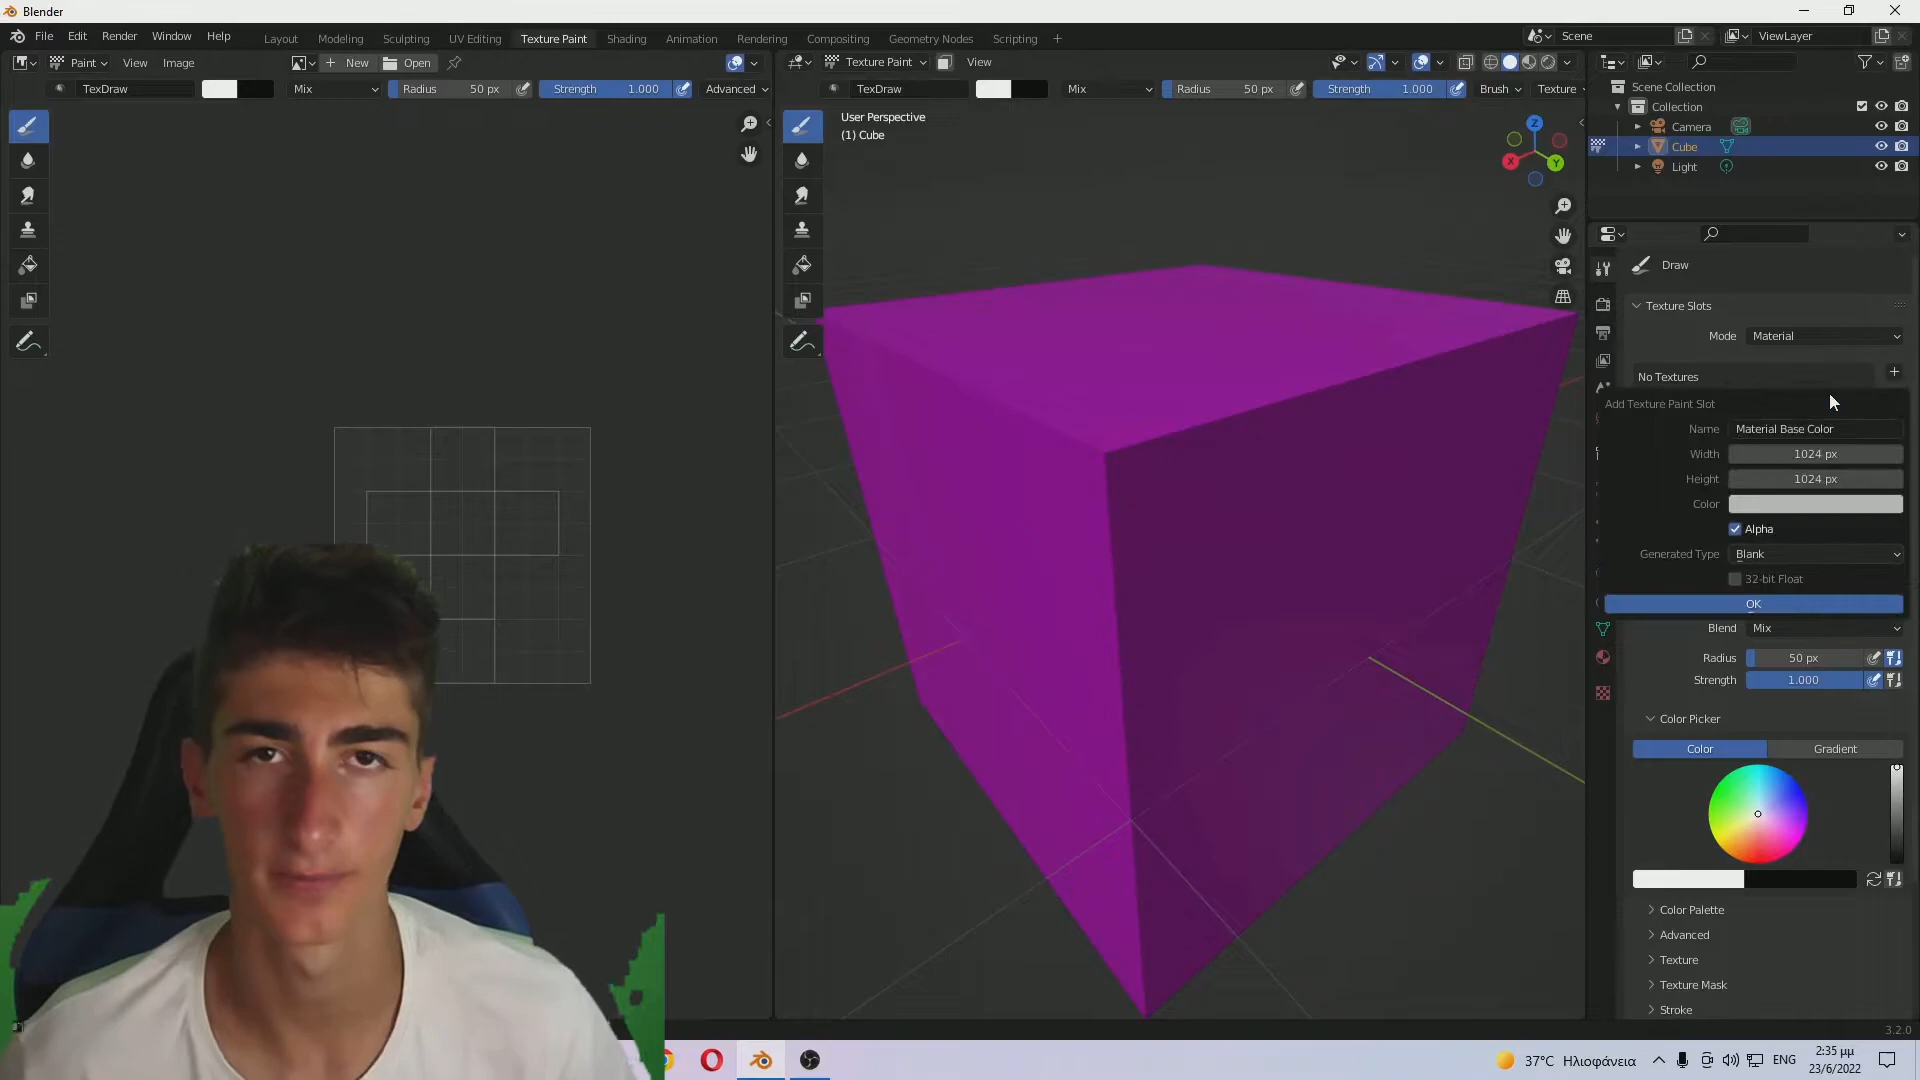 Blender
File Edit Render Window Help
Layout Modeling Sculpting UV Editing Texture Paint Shading Animation Rendering Compositing Geometry Nodes Scripting +
Scene
ViewLayer
Paint View Image
+ New Open
Texture Paint View
TexDraw Mix Radius 50 px Strength 1.000 Advanced
TexDraw Mix Radius 50 px Strength 1.000 Brush Texture
User Perspective
(1) Cube
Z
X
Y
Scene Collection
Collection
Camera
Cube
Light
Draw
Texture Slots
Mode Material
No Textures +
Add Texture Paint Slot
Name Material Base Color
Width 1024 px
Height 1024 px
Color
Alpha
Generated Type Blank
32-bit Float
OK
Blend Mix
Radius 50 px
Strength 1.000
Color Picker
Color Gradient
Color Palette
Advanced
Texture
Texture Mask
Stroke
3.2.0
37°C Ηλιοφάνεια ENG 2:35 μμ
23/6/2022